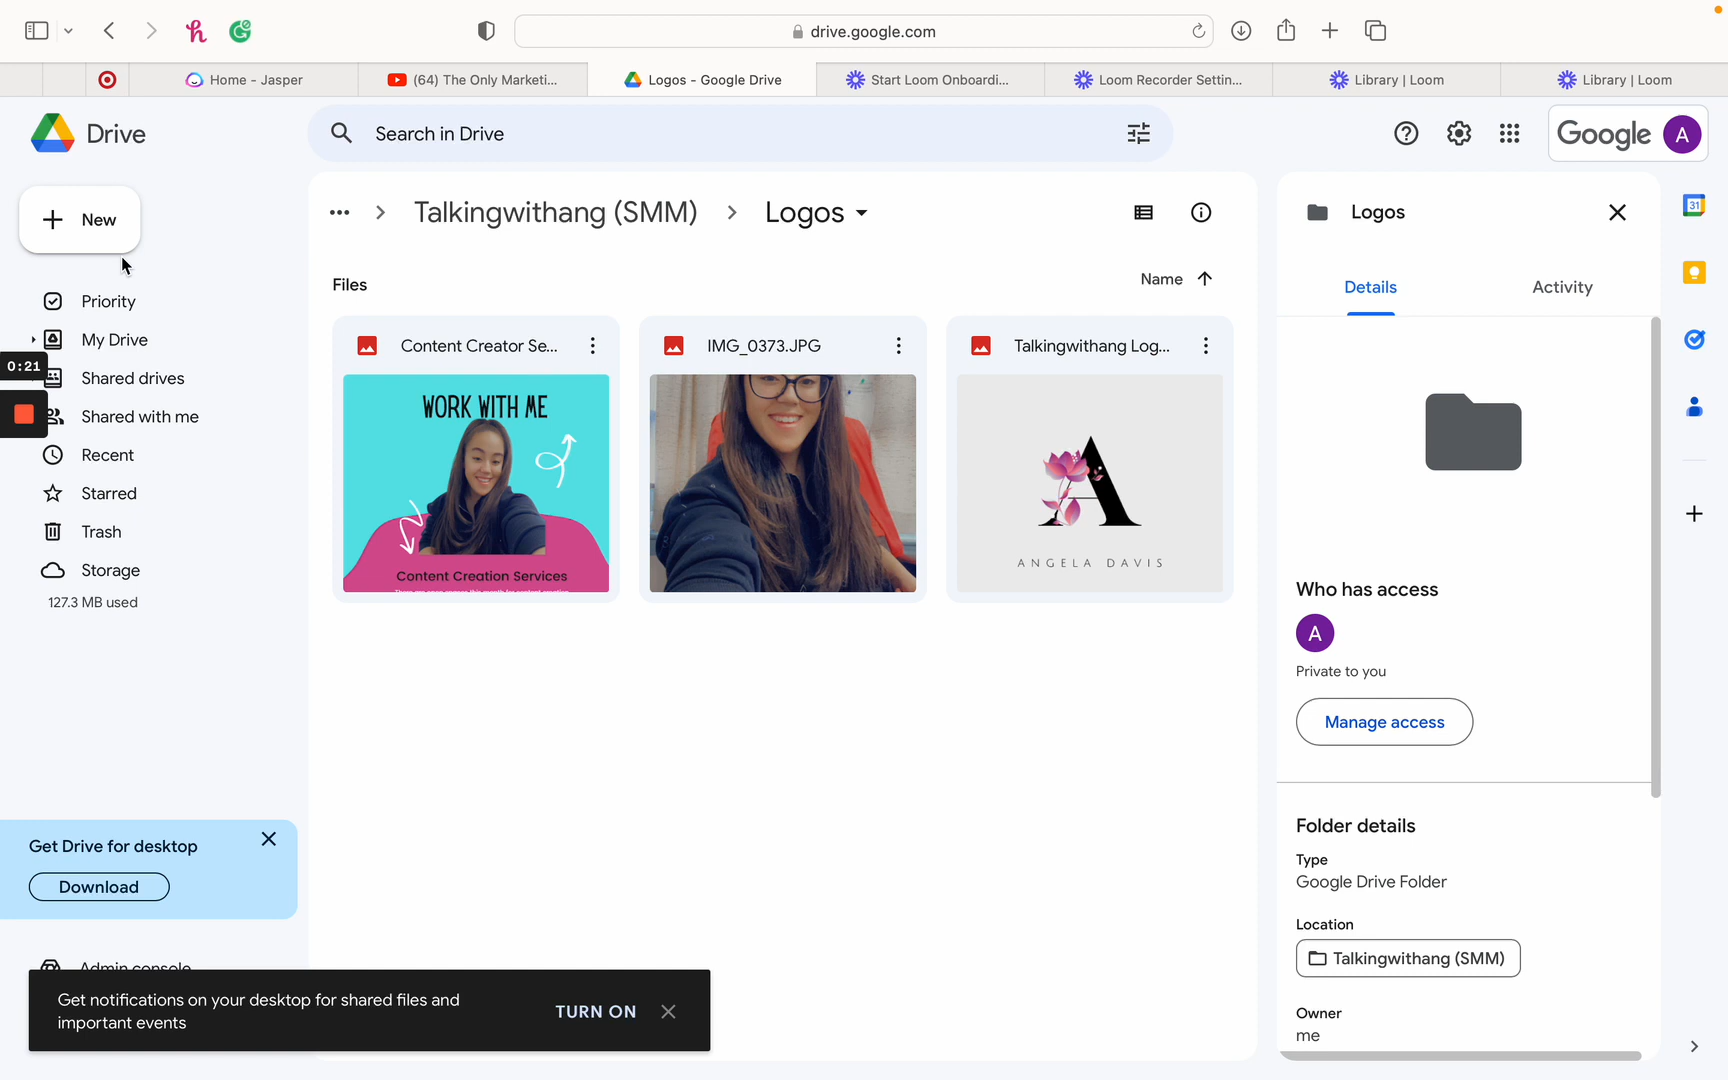 drive.google.com
Home - Jasper
(64) The Only Marketi...
Logos - Google Drive
Start Loom Onboardi...
Loom Recorder Settin...
Library | Loom
Library | Loom
Drive
Search in Drive
Google
A
New
Talkingwithang (SMM)
Logos
Logos
Files
Name
Details
Activity
Priority
My Drive
0:21
Shared drives
Shared with me
Recent
Starred
Trash
Storage
127.3 MB used
Content Creator Se...
IMG_0373.JPG
Talkingwithang Log...
WORK WITH ME
Content Creation Services
A
ANGELA DAVIS
31
Who has access
A
Private to you
Manage access
Folder details
Type
Google Drive Folder
Location
Talkingwithang (SMM)
Owner
me
Get Drive for desktop
Download
Admin console
Get notifications on your desktop for shared files and
important events
TURN ON